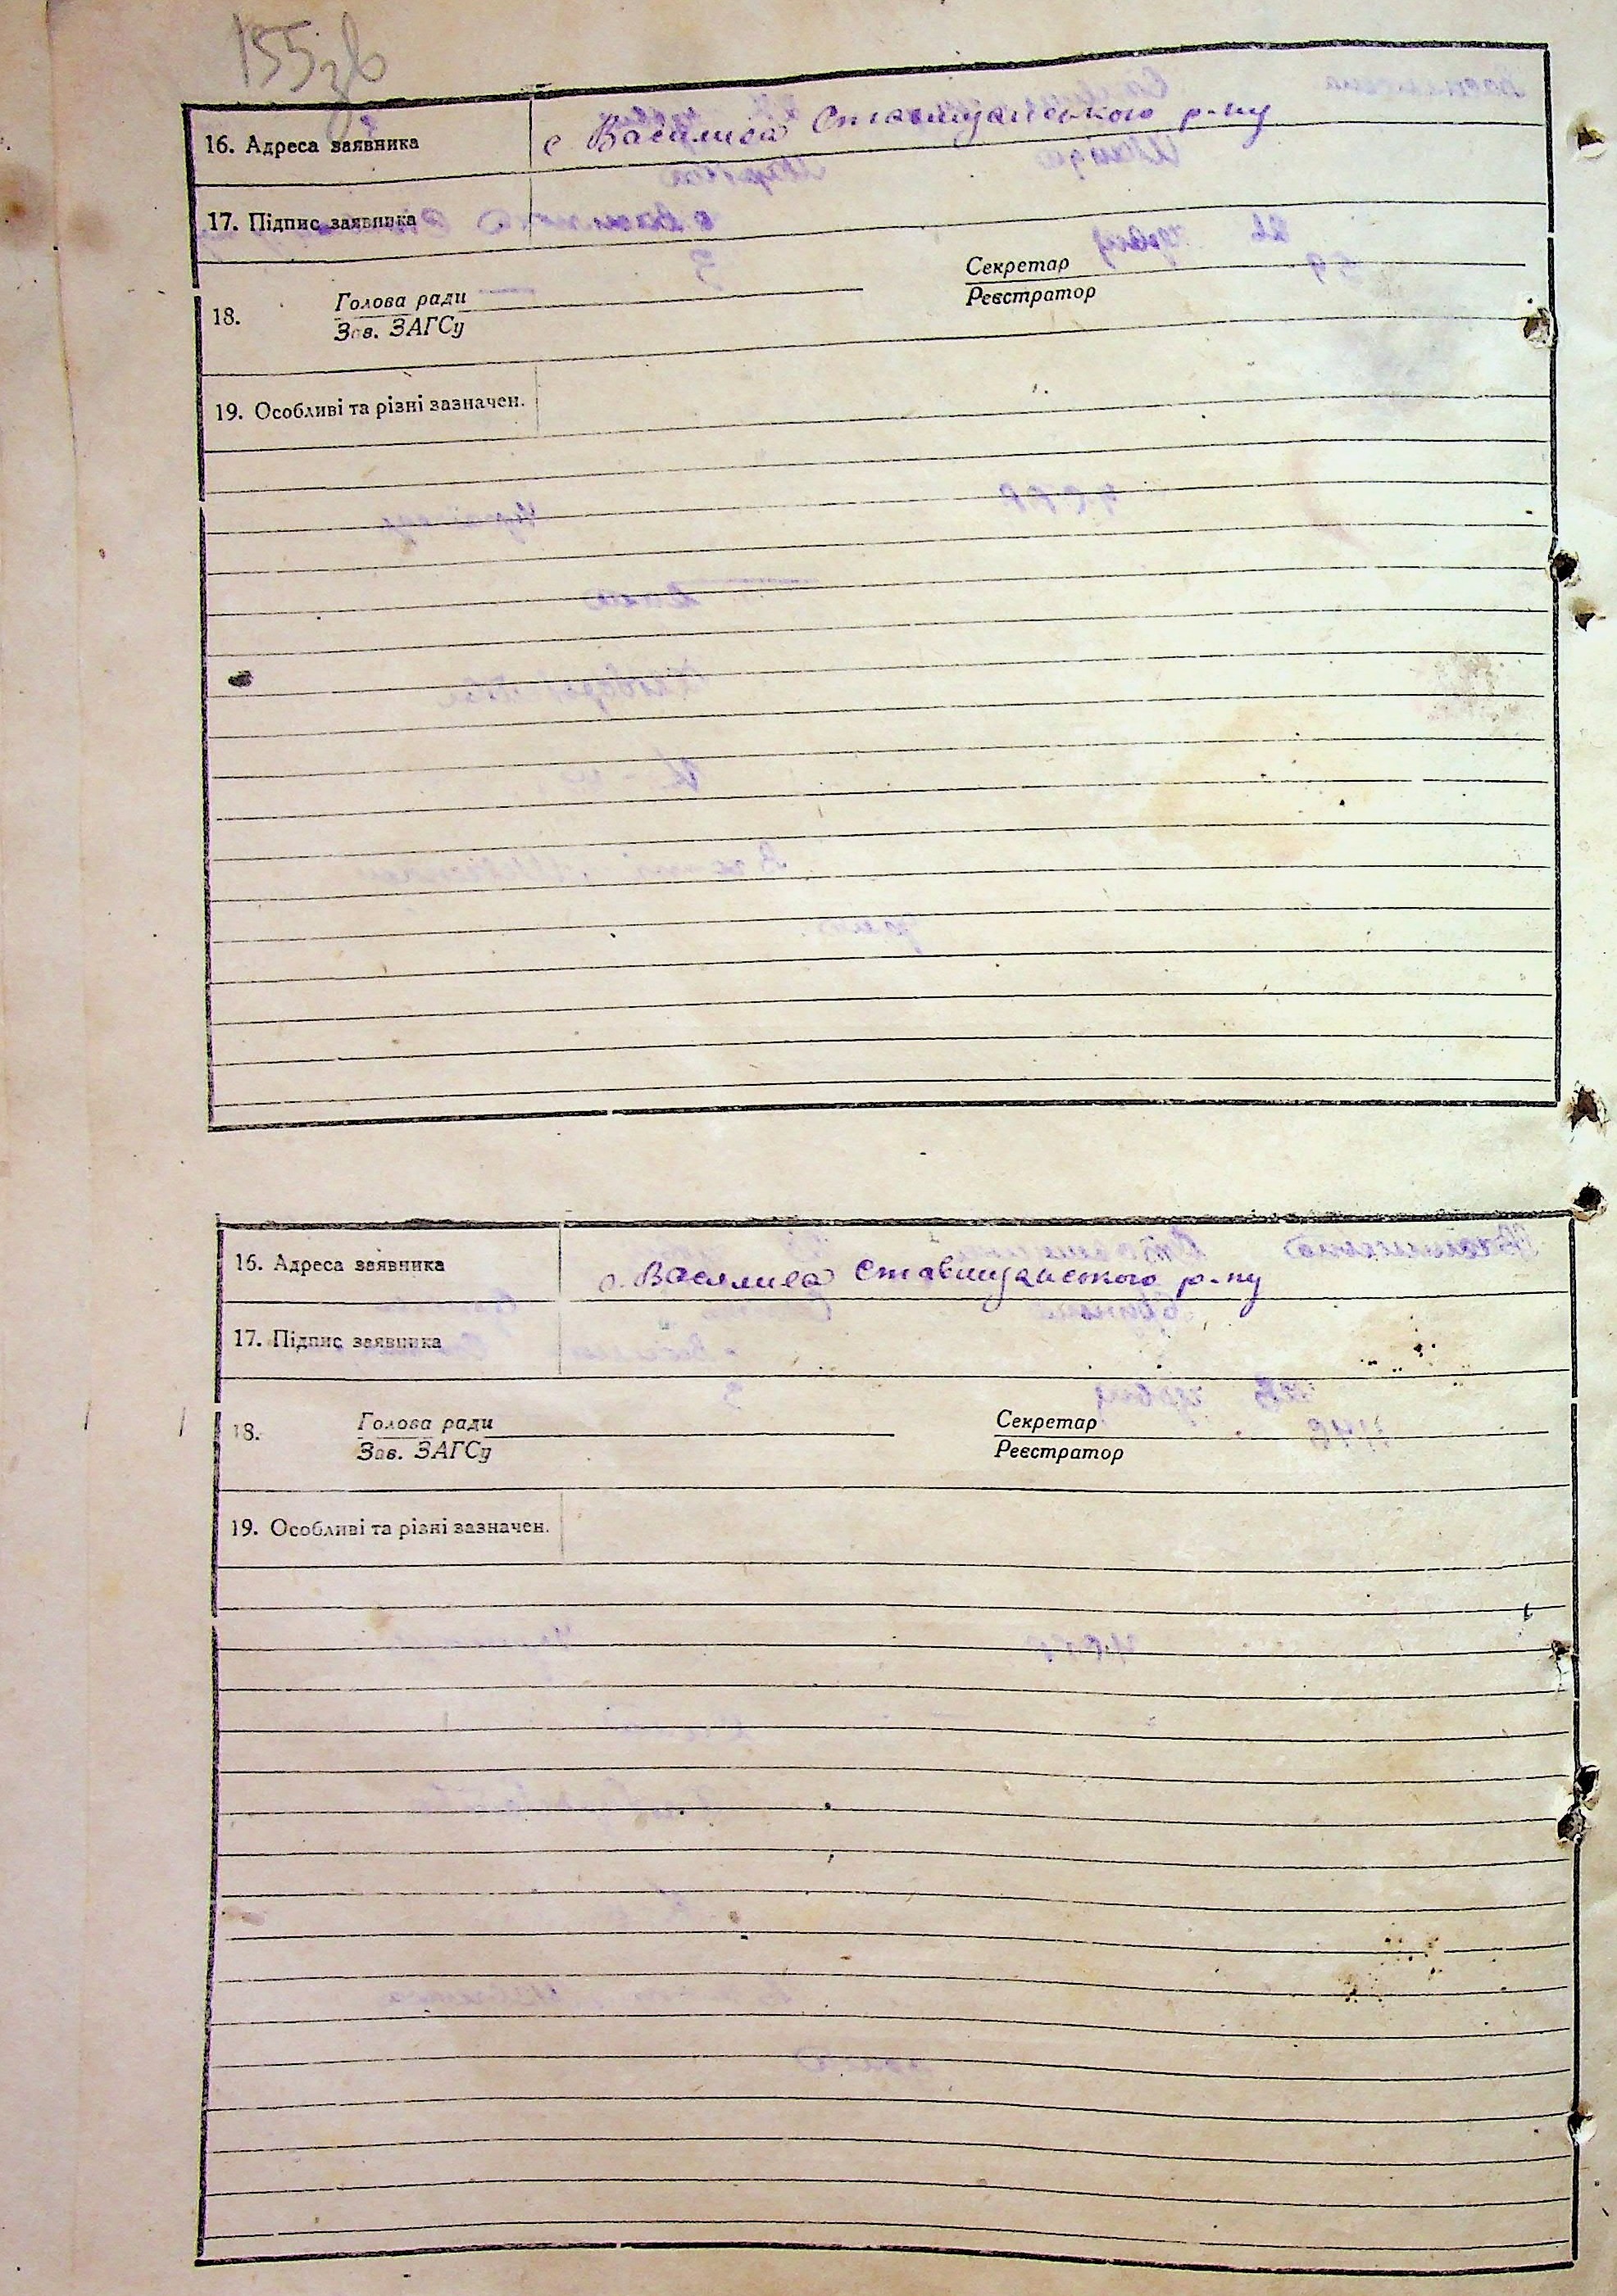 155зв
16. Адреса заявника
с Василиса Ставищанського р-ну
17. Підпис заявника
18.
Голова ради
Зав. ЗАГСу
Секретар
Реєстратор
19. Особливі та різні зазначен.
16. Адреса заявника
с. Василиса Ставищанського р-ну
17. Підпис заявника
18.
Голова ради
Зав. ЗАГСу
Секретар
Реєстратор
19. Особливі та різні зазначен.